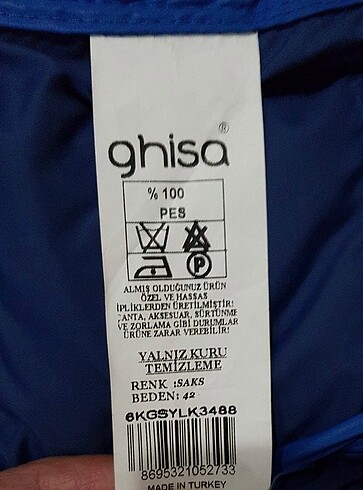 ghisa®
% 100
PES
P
ALMIŞ OLDUĞUNUZ ÜRÜN
ÖZEL VE HASSAS
İPLİKLERDEN ÜRETİLMİŞTİR!
ÇANTA, AKSESUAR, SÜRTÜNME
VE ZORLAMA GİBİ DURUMLAR
ÜRÜNE ZARAR VEREBİLİR!
YALNIZ KURU
TEMİZLEME
RENK :SAKS
BEDEN: 42
6KGSYLK3488
8695321052733
MADE IN TURKEY